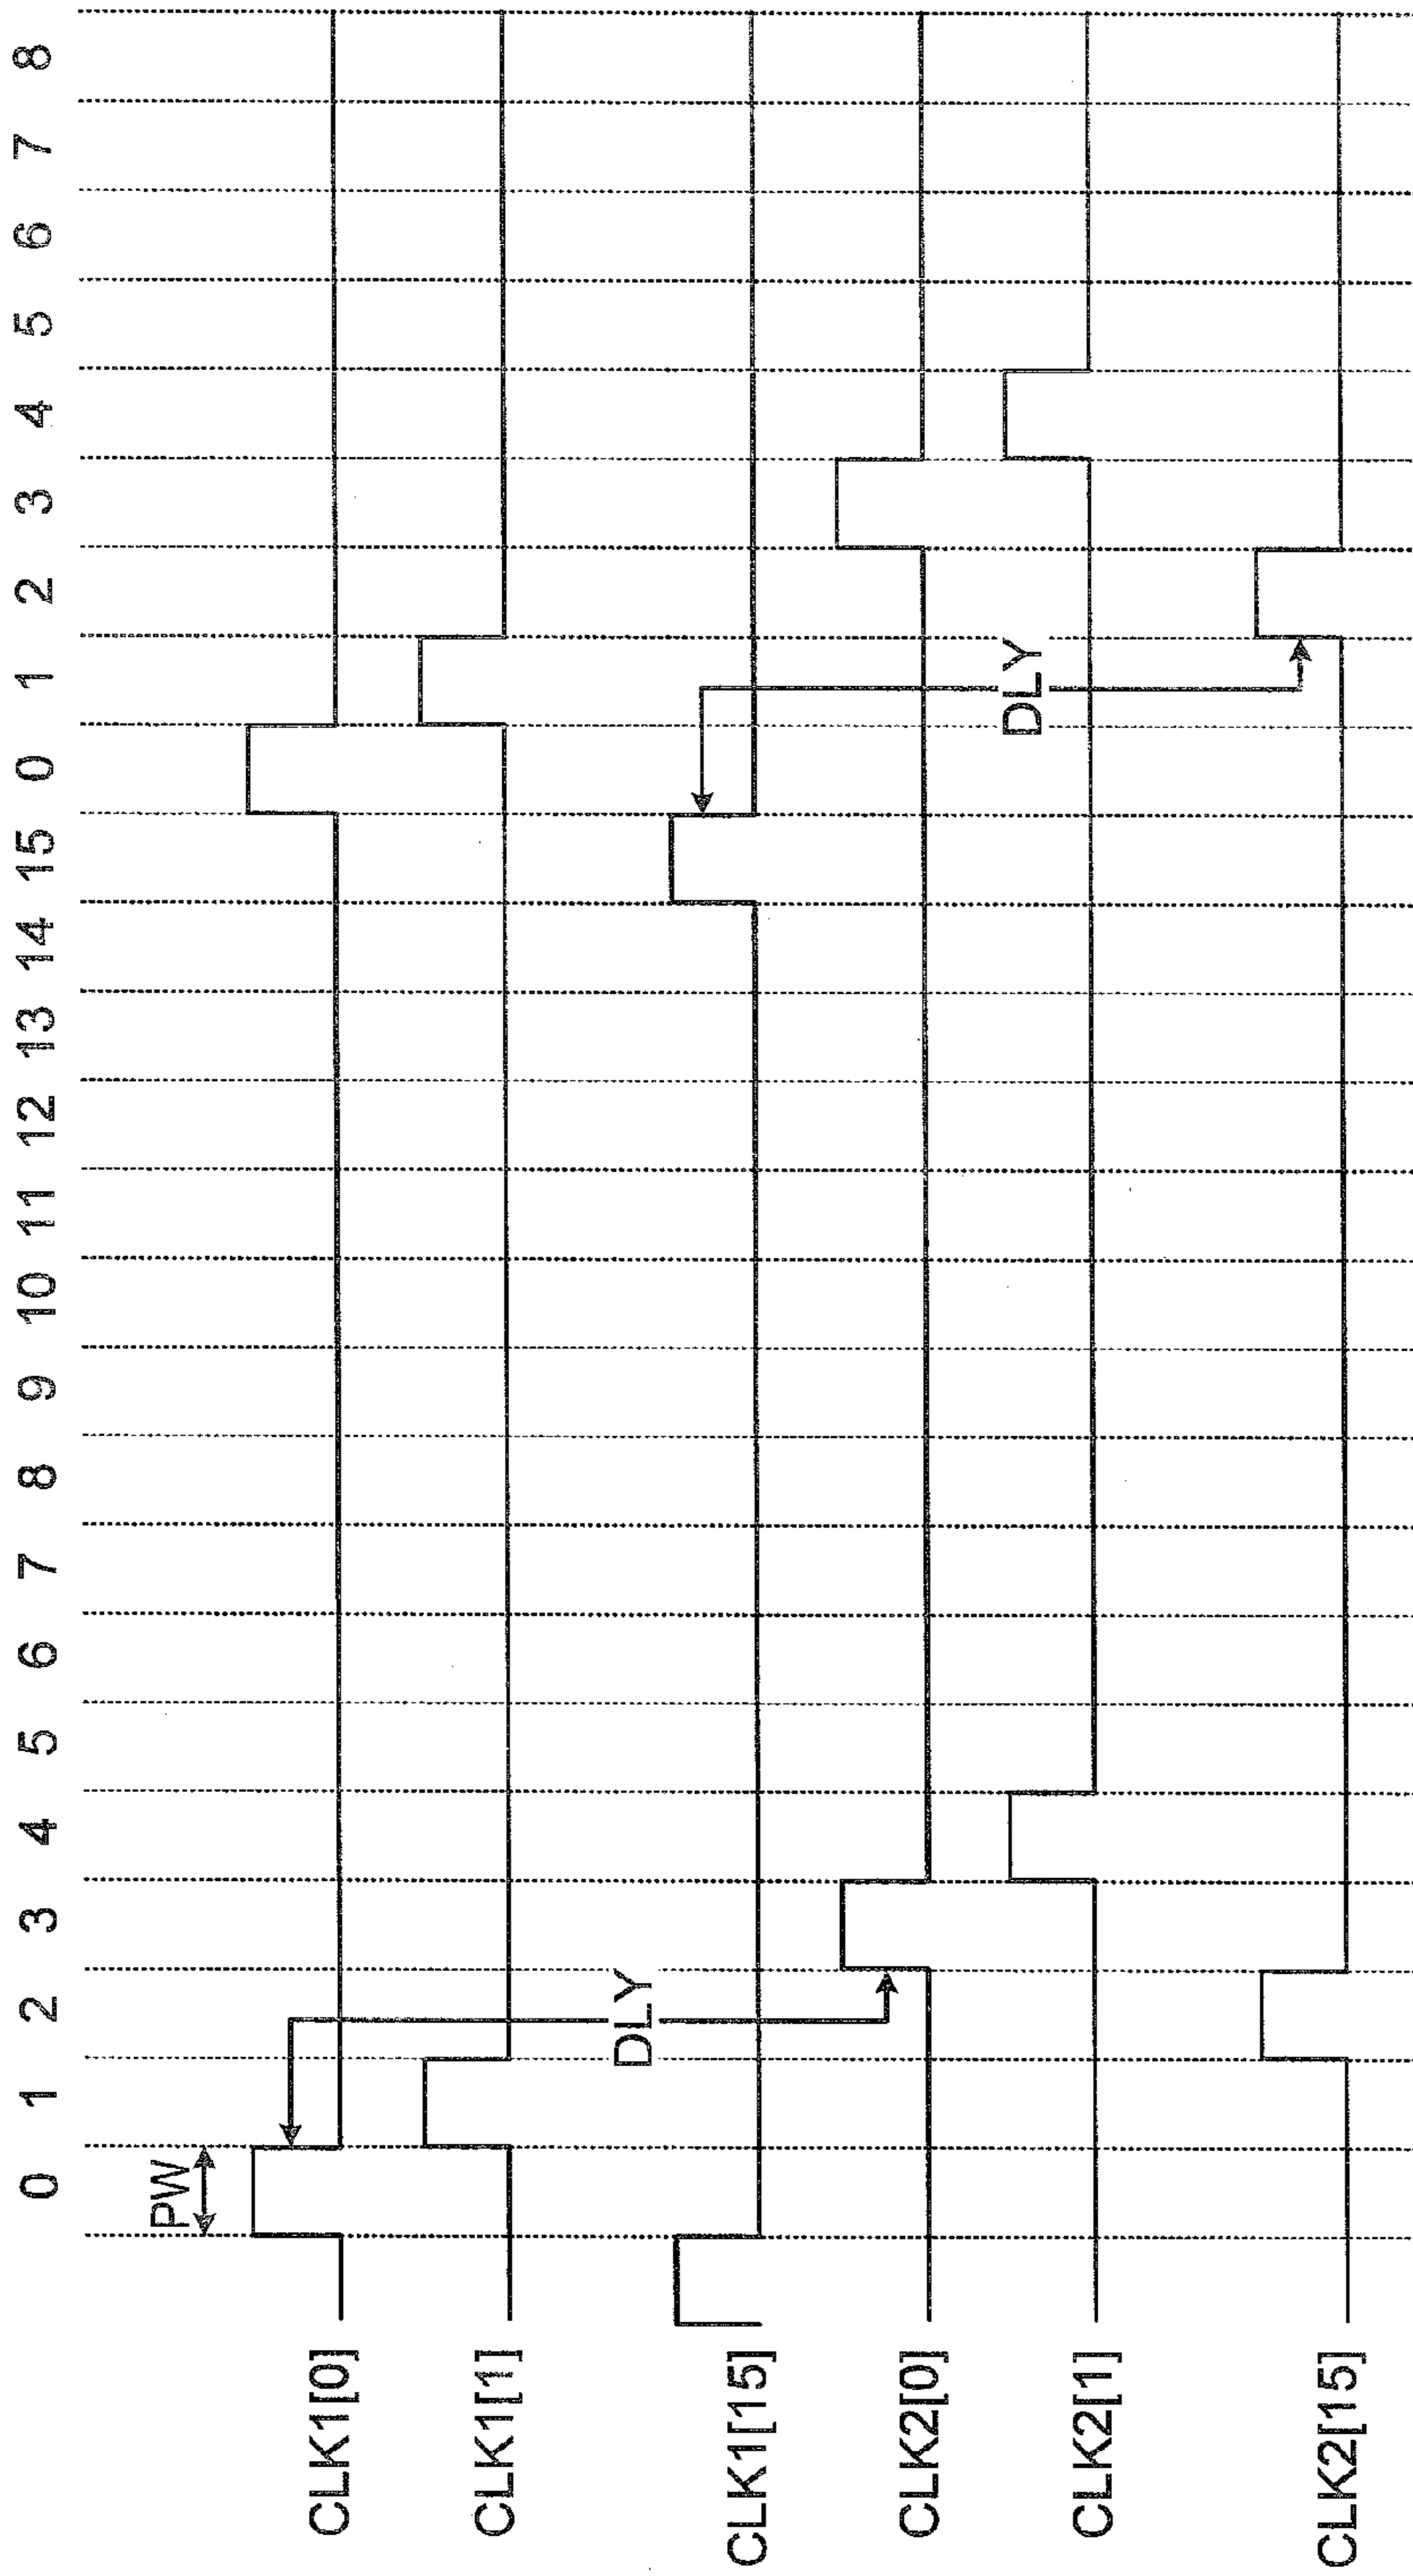 0 1 2 3 4 5 6 7 8 9 10 11 12 13 14 15 0 1 2 3 4 5 6 7 8
PW
CLK1[0]
CLK1[1]
DLY
CLK1[15]
CLK2[0]
DLY
CLK2[1]
CLK2[15]